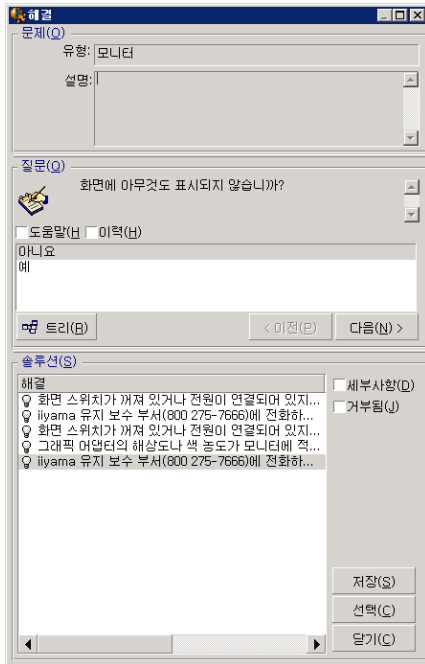 해결
문제(O)
유형: 모니터
설명:
질문(O)
화면에 아무것도 표시되지 않습니까?
도움말(H 이력(H)
아니요
예
트리(R)
< 이전(P)
다음(N) >
솔루션(S)
해결
화면 스위치가 꺼져 있거나 전원이 연결되어 있지...
iiyama 유지 보수 부서(800 275-7666)에 전화하...
화면 스위치가 꺼져 있거나 전원이 연결되어 있지...
그래픽 어댑터의 해상도나 색 농도가 모니터에 적...
iiyama 유지 보수 부서(800 275-7666)에 전화하...
세부사항(D)
거부됨(J)
저장(S)
선택(C)
닫기(C)